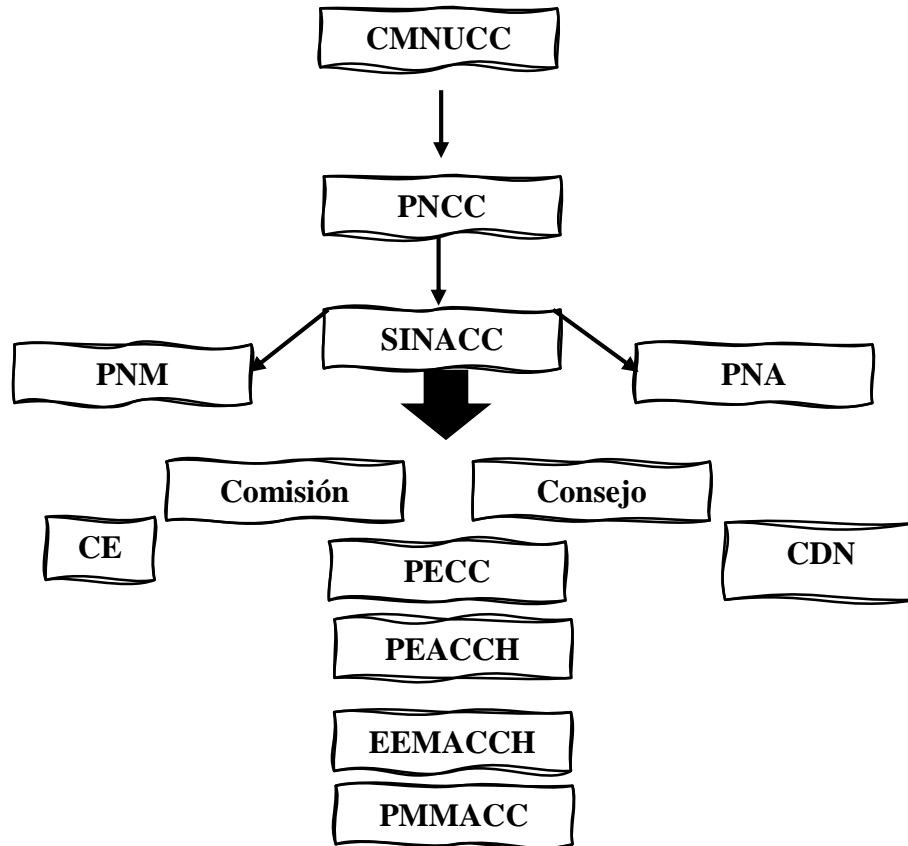 CMNUCC
PNCC
SINACC
PNM
PNA
Comisión
Consejo
CE
CDN
PECC
PEACCH
EEMACCH
PMMACC